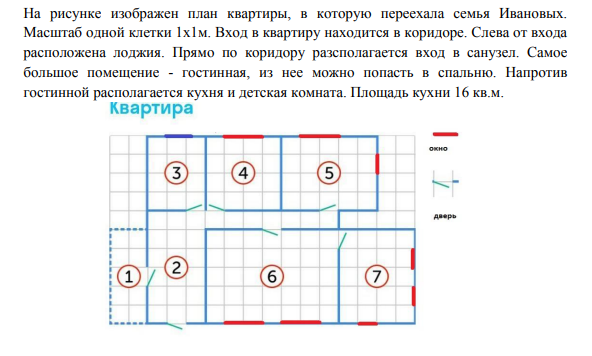 На рисунке изображен план квартиры, в которую переехала семья Ивановых.
Масштаб одной клетки 1х1м. Вход в квартиру находится в коридоре. Слева от входа
расположена лоджия. Прямо по коридору разсполагается вход в санузел. Самое
большое помещение - гостинная, из нее можно попасть в спальню. Напротив
гостинной располагается кухня и детская комната. Площадь кухни 16 кв.м.
Квартира
окно
3 4 5
дверь
1 2 6 7